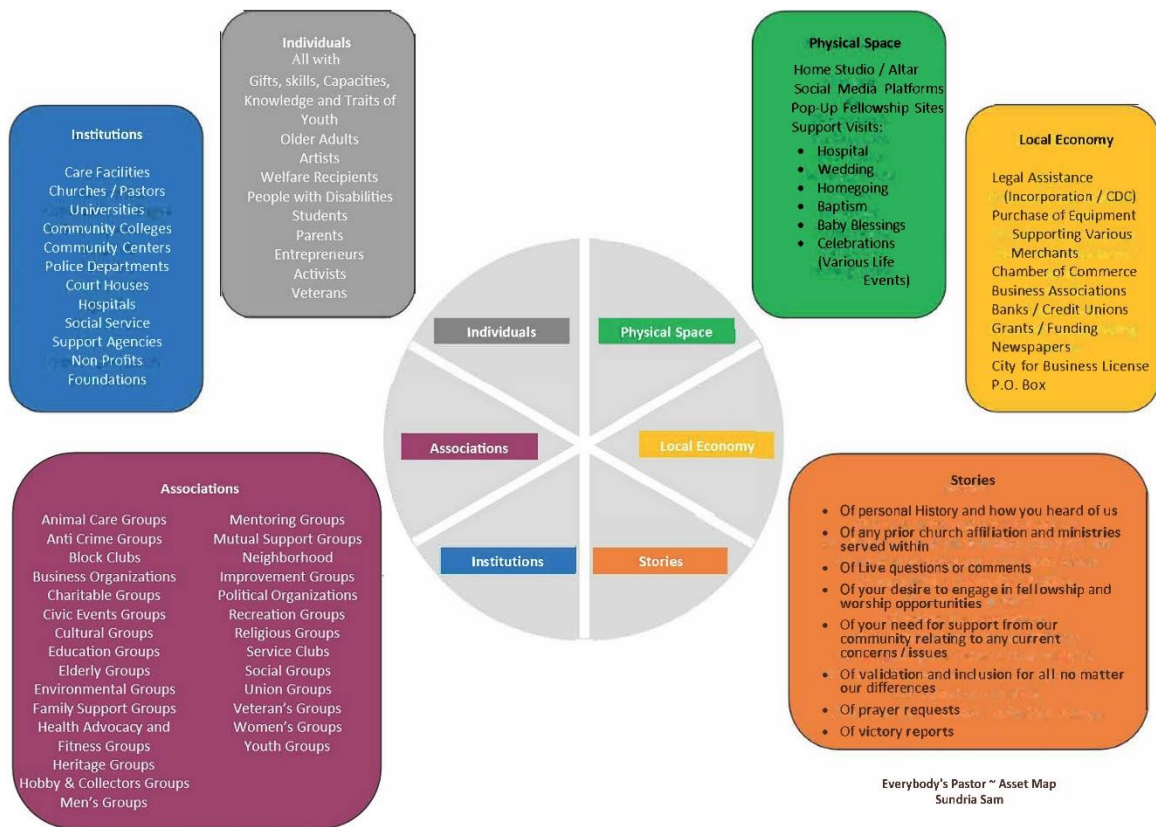 Individuals
All with
Gifts, skills, Capacities,
Knowledge and Traits of
Youth
Older Adults
Artists
Welfare Recipients
People with Disabilities
Students
Parents
Entrepreneurs
Activists
Veterans
Physical Space
Home Studio / Altar
Social Media Platforms
Pop-Up Fellowship Sites
Support Visits:
• Hospital
• Wedding
• Homegoing
• Baptism
• Baby Blessings
• Celebrations
(Various Life
Events)
Institutions
Care Facilities
Churches / Pastors
Universities
Community Colleges
Community Centers
Police Departments
Court Houses
Hospitals
Social Service
Support Agencies
Non Profits
Foundations
Local Economy
Legal Assistance
(Incorporation / CDC)
Purchase of Equipment
Supporting Various
Merchants
Chamber of Commerce
Business Associations
Banks / Credit Unions
Grants / Funding
Newspapers
City for Business License
P.O. Box
Individuals
Physical Space
Associations
Local Economy
Institutions
Stories
Associations
Animal Care Groups
Anti Crime Groups
Block Clubs
Business Organizations
Charitable Groups
Civic Events Groups
Cultural Groups
Education Groups
Elderly Groups
Environmental Groups
Family Support Groups
Health Advocacy and
Fitness Groups
Heritage Groups
Hobby & Collectors Groups
Men's Groups
Mentoring Groups
Mutual Support Groups
Neighborhood
Improvement Groups
Political Organizations
Recreation Groups
Religious Groups
Service Clubs
Social Groups
Union Groups
Veteran's Groups
Women's Groups
Youth Groups
Stories
• Of personal History and how you heard of us
• Of any prior church affiliation and ministries
served within
• Of Live questions or comments
• Of your desire to engage in fellowship and
worship opportunities
• Of your need for support from our
community relating to any current
concerns / issues
• Of validation and inclusion for all no matter
our differences
• Of prayer requests
• Of victory reports
Everybody's Pastor ~ Asset Map
Sundria Sam